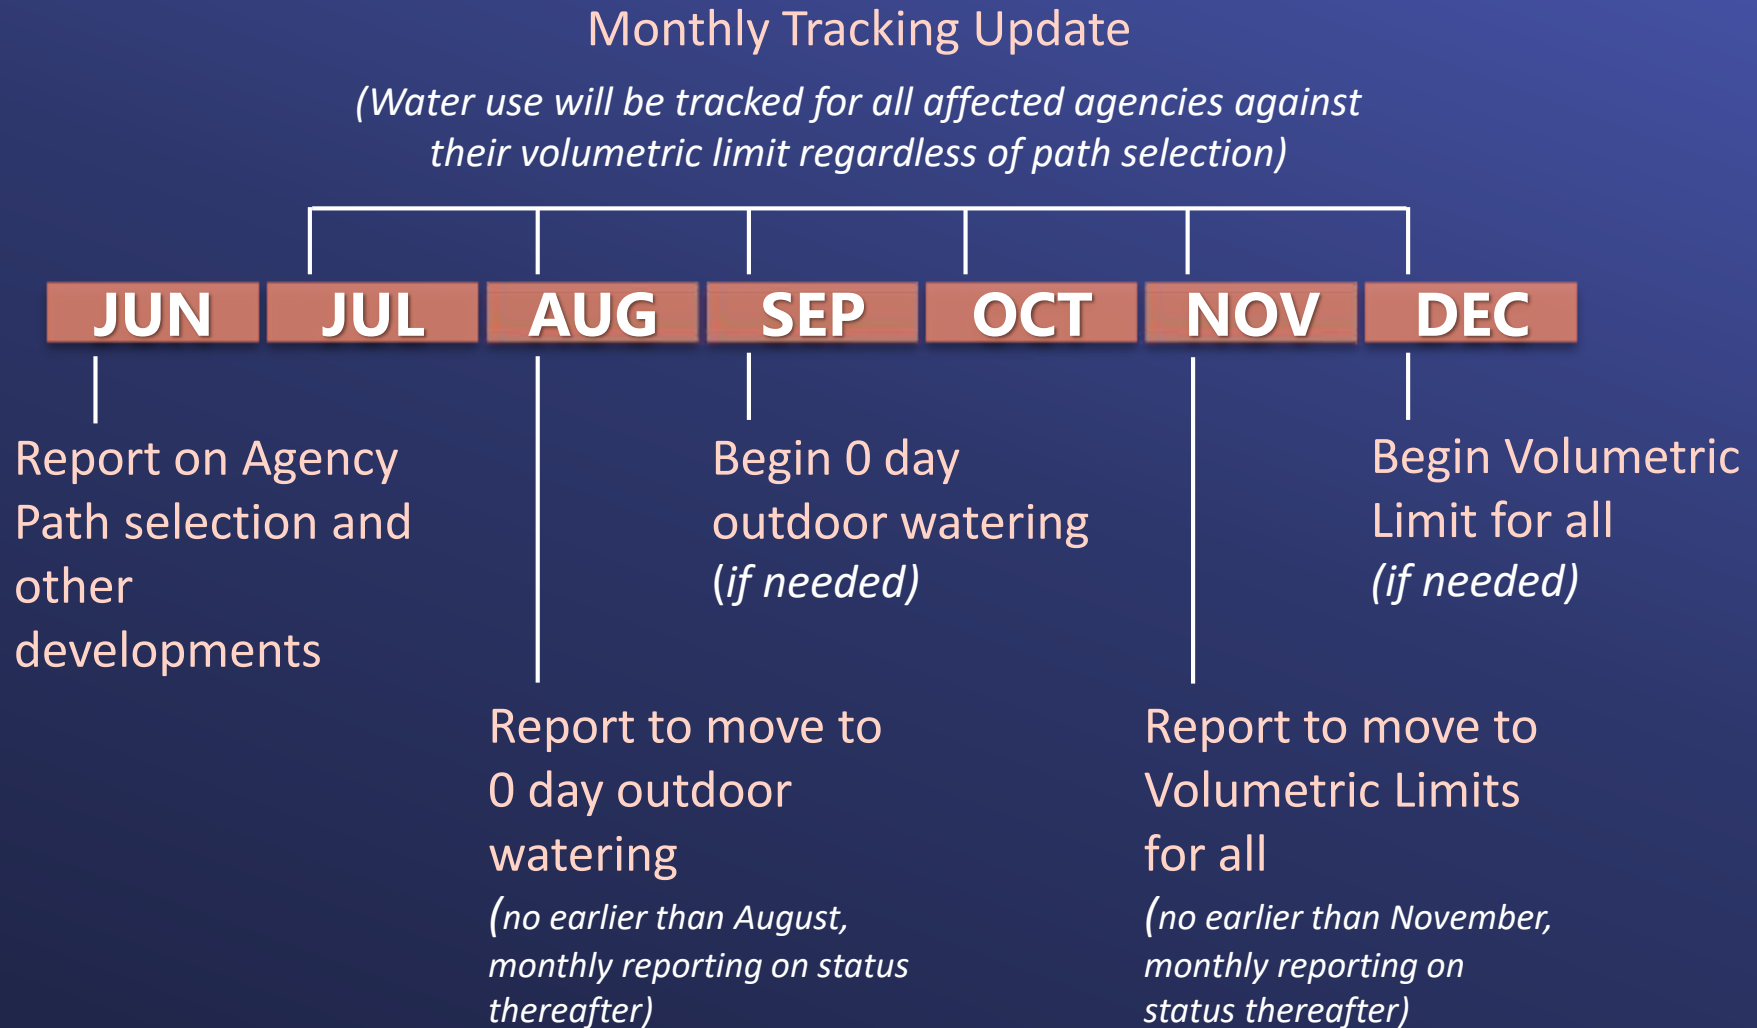 Monthly Tracking Update
(Water use will be tracked for all affected agencies against
their volumetric limit regardless of path selection)
JUN
JUL
AUG
SEP
OCT
NOV
DEC
Report on Agency
Path selection and
other
developments
Begin 0 day
outdoor watering
(if needed)
Begin Volumetric
Limit for all
(if needed)
Report to move to
0 day outdoor
watering
(no earlier than August,
monthly reporting on status
thereafter)
Report to move to
Volumetric Limits
for all
(no earlier than November,
monthly reporting on
status thereafter)